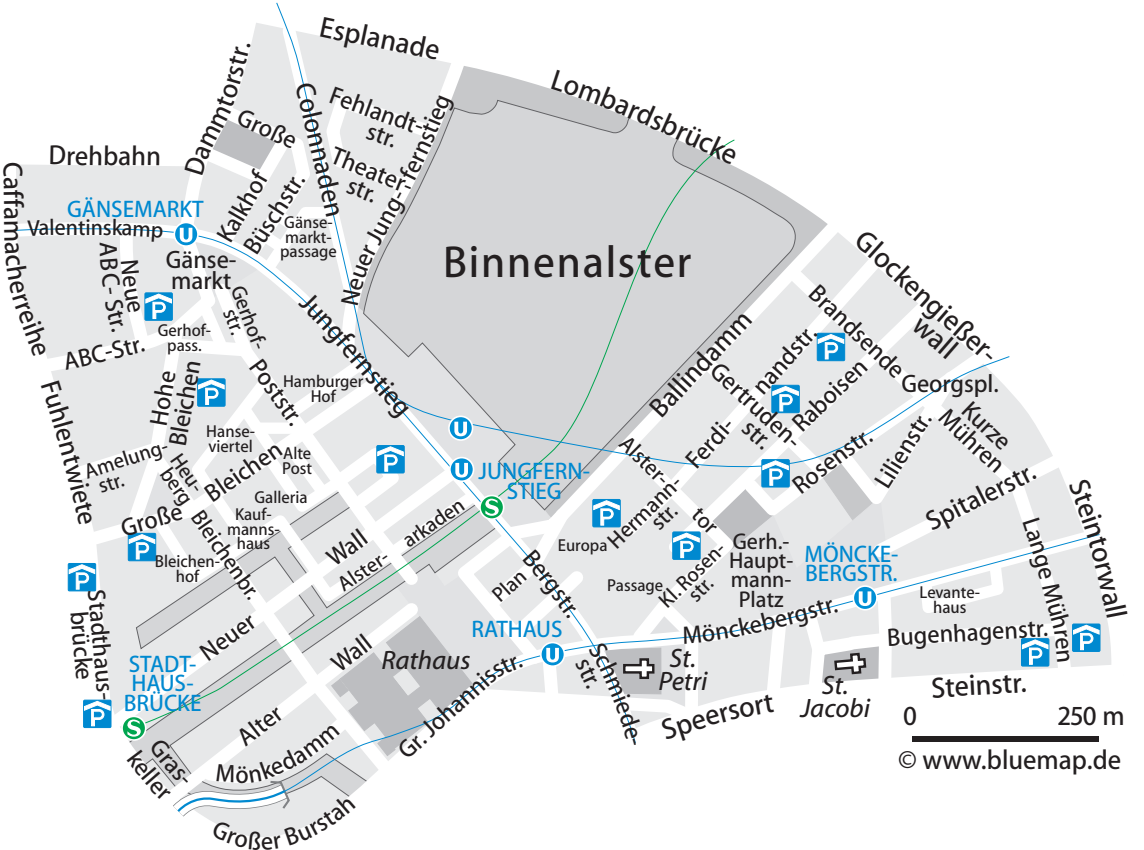 Esplanade
Lombardsbrücke
Dammtorstr.
Colonnaden
Fehlandt-
str.
Große
Theater-
str.
Neuer Jung-
fernstieg
Drehbahn
Caffamacherreihe
Kalkhof
Büschstr.
GÄNSEMARKT
U
Valentinskamp
Gänse-
markt-
passage
Gänse-
markt
Neue
ABC- Str.
P
Gerhof-
str.
Gerhof-
pass.
ABC-Str.
Jungfernstieg
Binnenalster
Glockengießer-
wall
Brandsende
Ballindamm
Ferdi-
nandstr.
P
Gertruden-
str.
P
Raboisen
Georgspl.
Kurze
Mühren
Lilienstr.
Rosenstr.
P
Fuhlentwiete
Hohe
Bleichen
P
Poststr.
Hamburger
Hof
Hanse-
viertel
Alte
Post
P
U
U
JUNGFERN-
STIEG
S
Amelung-
str.
Heu-
berg
Große
Bleichen
Galleria
Kauf-
manns-
haus
Bleichenbr.
P
Bleichen-
hof
Wall
Alster-
arkaden
Alster-
tor
P
Hermann-
str.
Europa
Passage
P
Kl. Rosen-
str.
Gerh.-
Haupt-
mann-
Platz
MÖNCKE-
BERGSTR.
U
Spitalerstr.
Steintorwall
Lange Mühren
Levante-
haus
Bugenhagenstr.
P
P
Mönckebergstr.
Steinstr.
P
Stadthaus-
brücke
STADT-
HAUS-
BRÜCKE
P
S
Neuer
Wall
Plan
Bergstr.
RATHAUS
U
Rathaus
Schmiede-
str.
St.
Petri
Speersort
St.
Jacobi
Gr. Johannisstr.
Alter
Gras-
keller
Mönkedamm
Großer Burstah
0
250 m
© www.bluemap.de